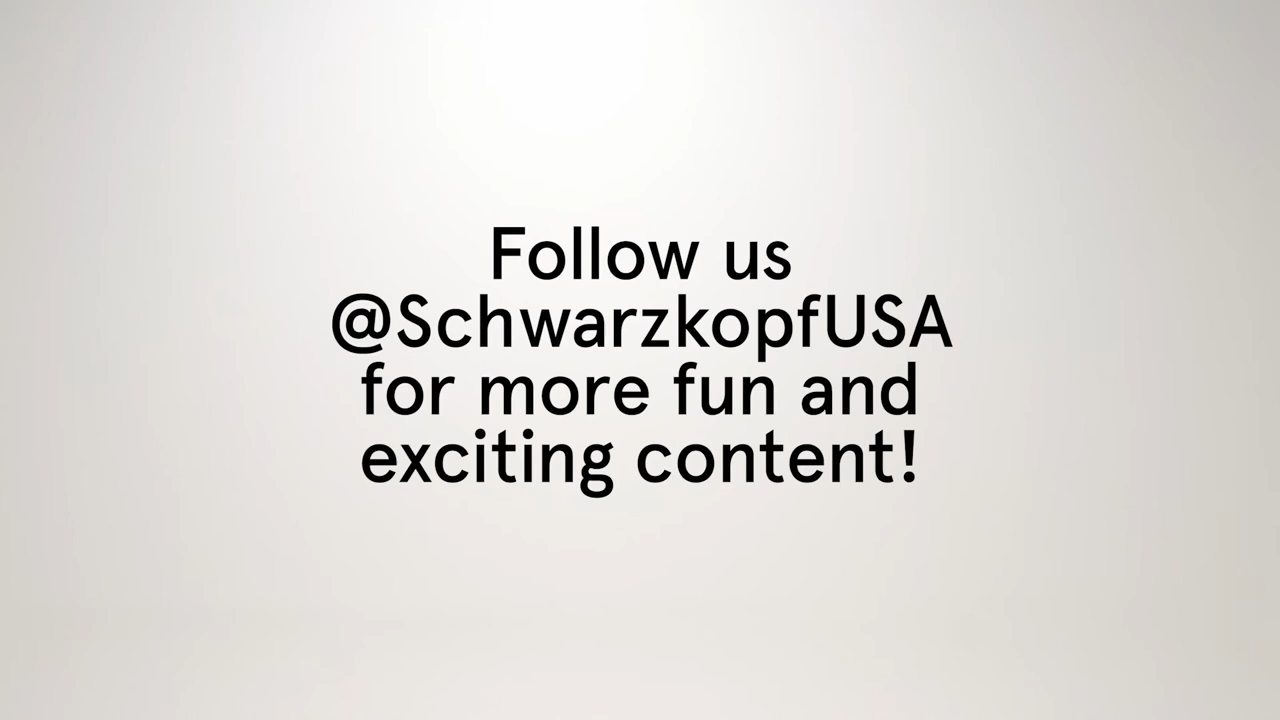 Follow us
@SchwarzkopfUSA
for more fun and
exciting content!